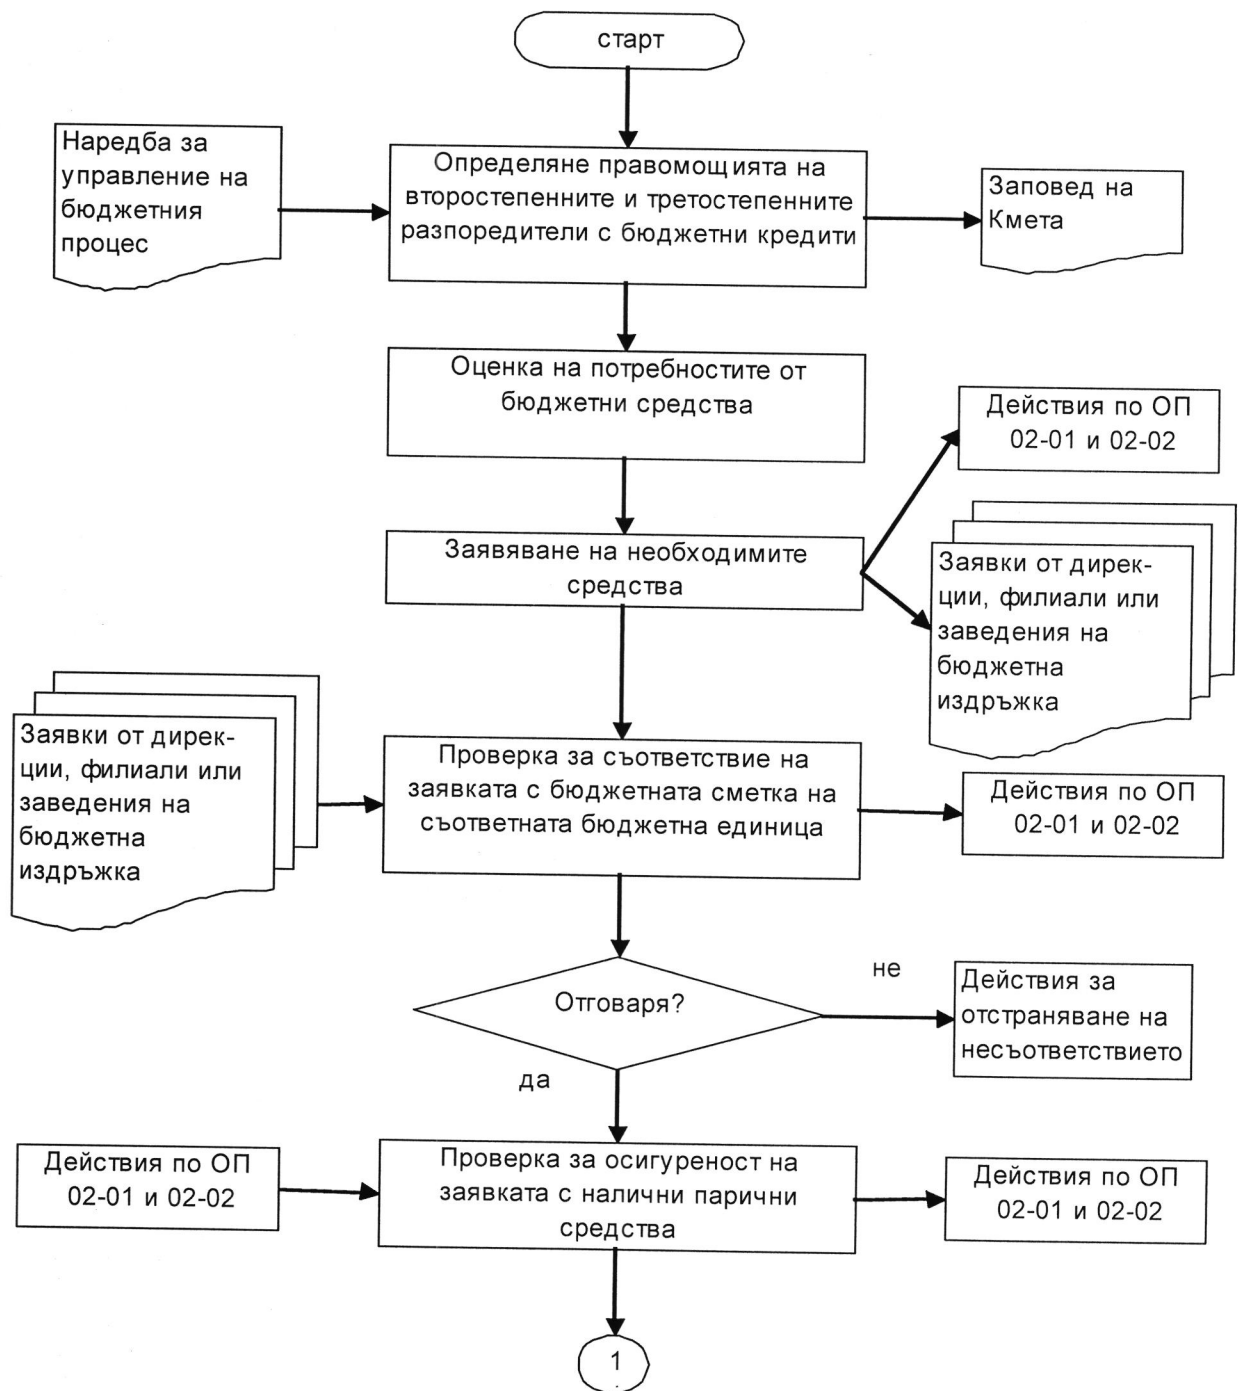 старт
Наредба за
управление на
бюджетния
процес
Определяне правомощията на
второстепенните и третостепенните
разпоредители с бюджетни кредити
Заповед на
Кмета
Оценка на потребностите от
бюджетни средства
Действия по ОП
02-01 и 02-02
Заявяване на необходимите
средства
Заявки от дирек-
ции, филиали или
заведения на
бюджетна
издръжка
Заявки от дирек-
ции, филиали или
заведения на
бюджетна
издръжка
Проверка за съответствие на
заявката с бюджетната сметка на
съответната бюджетна единица
Действия по ОП
02-01 и 02-02
Отговаря?
не
Действия за
отстраняване на
несъответствието
да
Действия по ОП
02-01 и 02-02
Проверка за осигуреност на
заявката с налични парични
средства
Действия по ОП
02-01 и 02-02
1